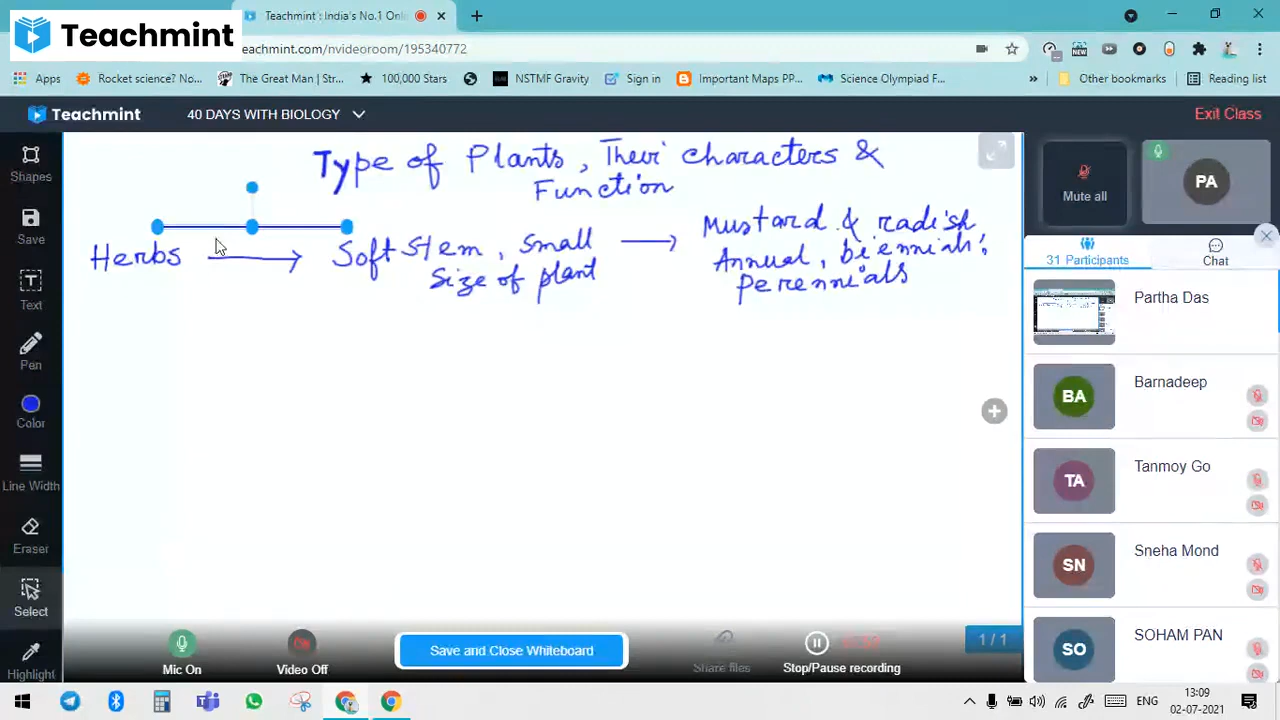 Teachmint
Teachmint: India's No.1 Onli
eachmint.com/nvideoroom/195340772
Apps
Rocket science? No...
The Great Man | Str...
100,000 Stars
NSTMF Gravity
Sign in
Important Maps PP...
Science Olympiad F...
»
Other bookmarks
Reading list
NEW
Teachmint
40 DAYS WITH BIOLOGY
Exit Class
Shapes
Save
Text
Pen
Color
Line Width
Eraser
Select
Highlight
Type of Plants, Their characters &
Function
Herbs → Soft Stem, Small → Mustard & radish
Size of plant
Annual, biennials,
perennials
Mute all
PA
31 Participants
Chat
Partha Das
BA
Barnadeep
TA
Tanmoy Go
SN
Sneha Mond
SO
SOHAM PAN
Mic On
Video Off
Save and Close Whiteboard
Share files
Stop/Pause recording
1 / 1
ENG
13:09
02-07-2021